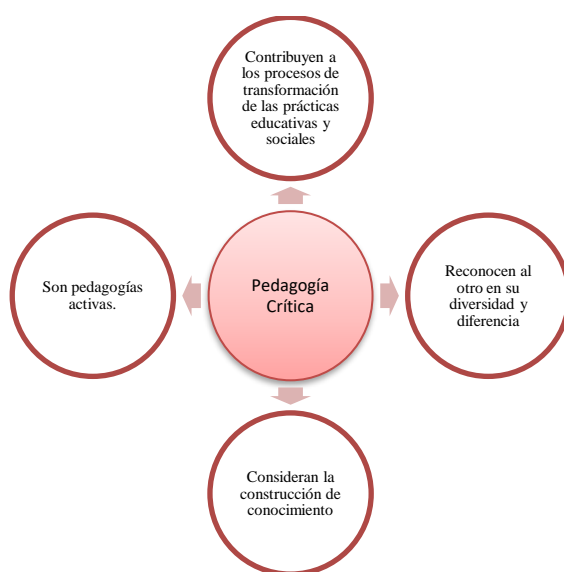 Contribuyen a
los procesos de
transformación
de las prácticas
educativas y
sociales
Son pedagogías
activas.
Pedagogía
Crítica
Reconocen al
otro en su
diversidad y
diferencia
Consideran la
construcción de
conocimiento